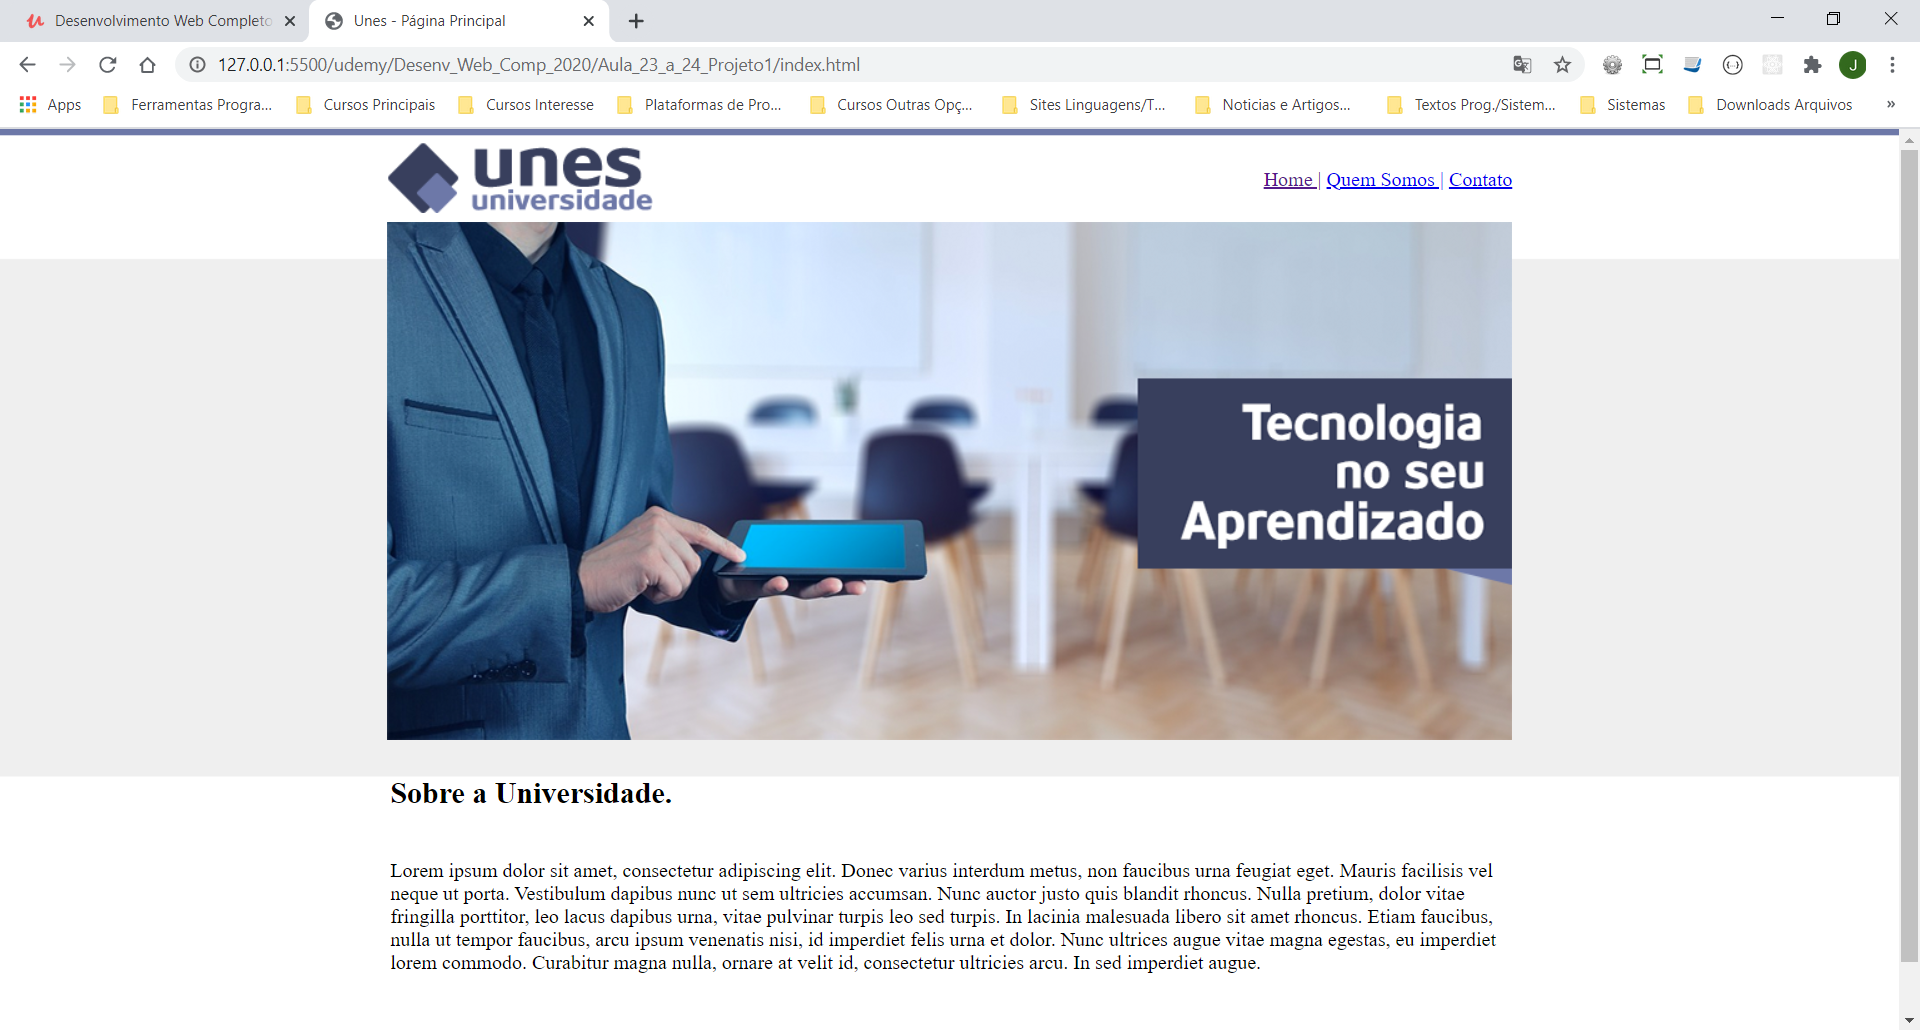 Desenvolvimento Web Completo
Unes - Página Principal
127.0.0.1:5500/udemy/Desenv_Web_Comp_2020/Aula_23_a_24_Projeto1/index.html
J
Apps
Ferramentas Progra...
Cursos Principais
Cursos Interesse
Plataformas de Pro...
Cursos Outras Opç...
Sites Linguagens/T...
Noticias e Artigos...
Textos Prog./Sistem...
Sistemas
Downloads Arquivos
»
unes
universidade
Home | Quem Somos | Contato
Tecnologia
no seu
Aprendizado
Sobre a Universidade.
Lorem ipsum dolor sit amet, consectetur adipiscing elit. Donec varius interdum metus, non faucibus urna feugiat eget. Mauris facilisis vel
neque ut porta. Vestibulum dapibus nunc ut sem ultricies accumsan. Nunc auctor justo quis blandit rhoncus. Nulla pretium, dolor vitae
fringilla porttitor, leo lacus dapibus urna, vitae pulvinar turpis leo sed turpis. In lacinia malesuada libero sit amet rhoncus. Etiam faucibus,
nulla ut tempor faucibus, arcu ipsum venenatis nisi, id imperdiet felis urna et dolor. Nunc ultrices augue vitae magna egestas, eu imperdiet
lorem commodo. Curabitur magna nulla, ornare at velit id, consectetur ultricies arcu. In sed imperdiet augue.